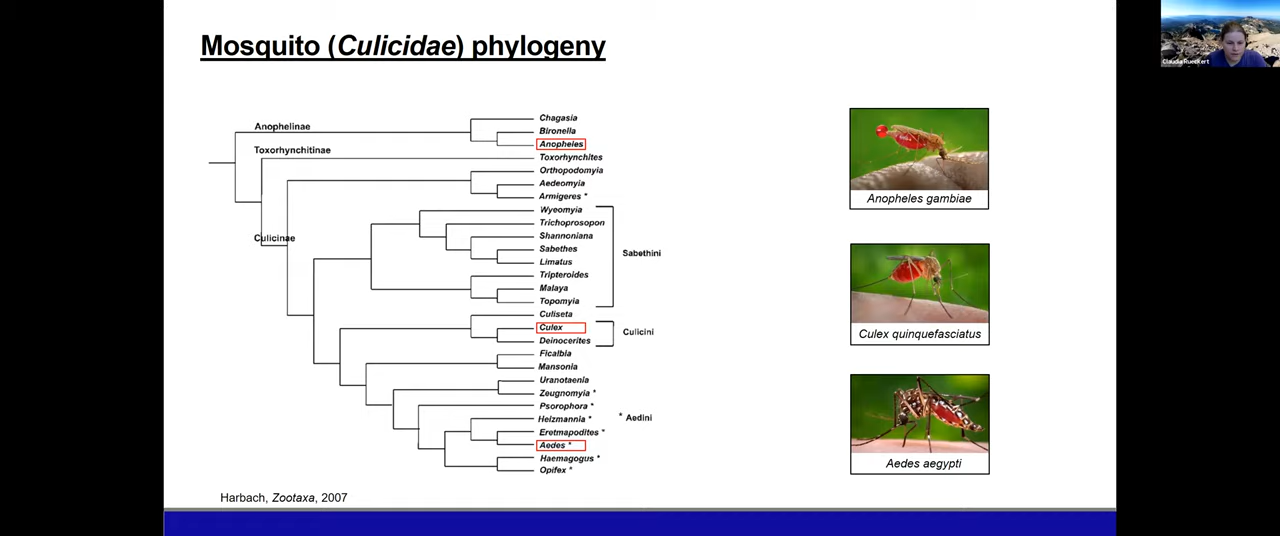 Mosquito (Culicidae) phylogeny
Claudia Rueckert
Anophelinae
Toxorhynchitinae
Culicinae
Chagasia
Bironella
Anopheles
Toxorhynchites
Orthopodomyia
Aedeomyia
Armigeres *
Wyeomyia
Trichoprosopon
Shannoniana
Sabethes
Limatus
Tripteroides
Malaya
Topomyia
Culiseta
Culex
Deinocerites
Ficalbia
Mansonia
Uranotaenia
Zeugnomyia *
Psorophora *
Heizmannia *
Eretmapodites *
Aedes *
Haemagogus *
Opifex *
Sabethini
Culicini
* Aedini
Anopheles gambiae
Culex quinquefasciatus
Aedes aegypti
Harbach, Zootaxa, 2007